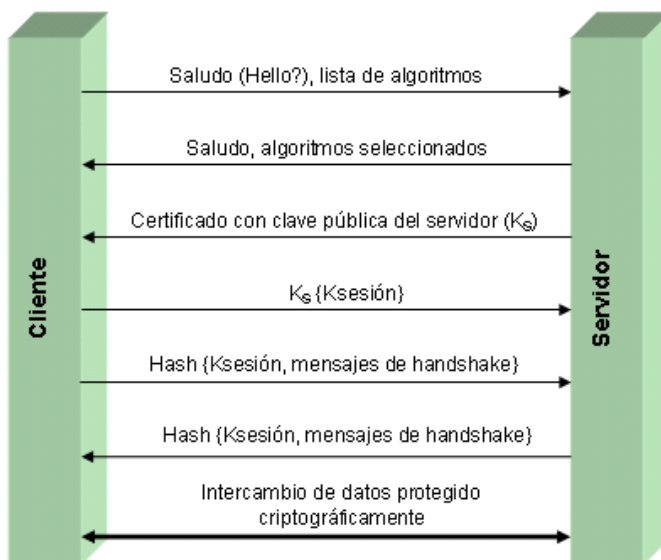 Saludo (Hello?), lista de algoritmos
Saludo, algoritmos seleccionados
Certificado con clave pública del servidor (Ks)
Ks {Ksesión}
Hash {Ksesión, mensajes de handshake}
Hash {Ksesión, mensajes de handshake}
Intercambio de datos protegido
criptográficamente
Cliente
Servidor